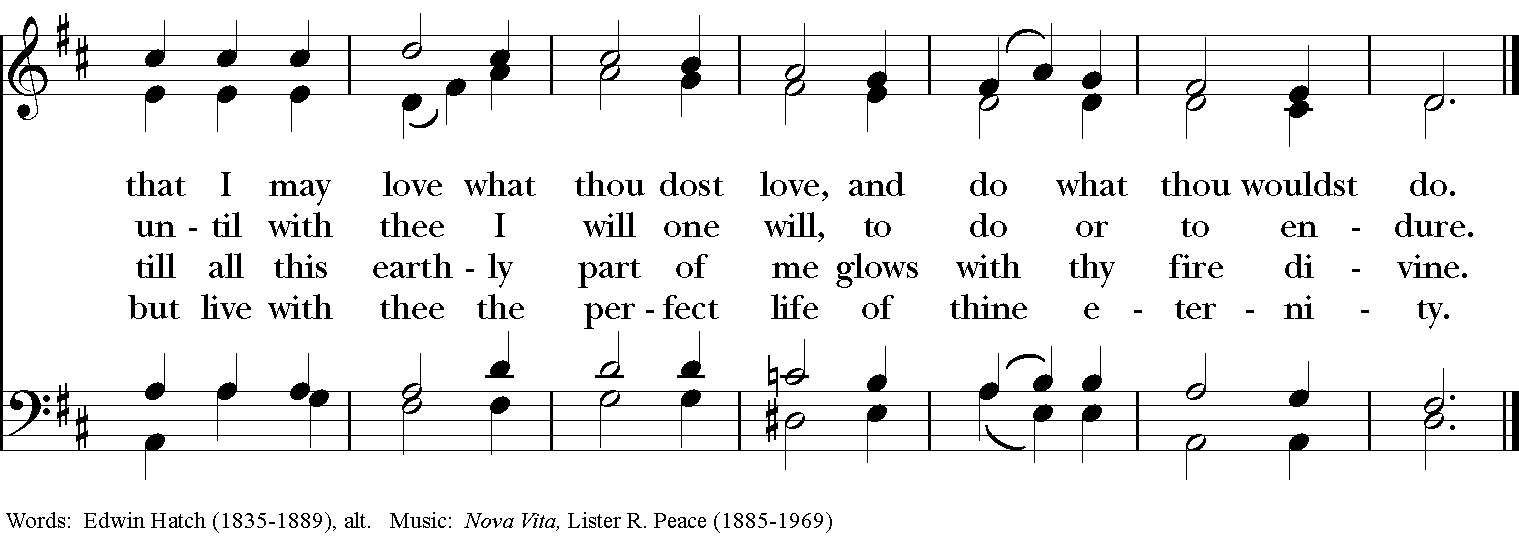 that I may love what thou dost love, and do what thou wouldst do.
un - til with thee I will one will, to do or to en - dure.
till all this earth - ly part of me glows with thy fire di - vine.
but live with thee the per - fect life of thine e - ter - ni - ty.
Words: Edwin Hatch (1835-1889), alt. Music: Nova Vita, Lister R. Peace (1885-1969)